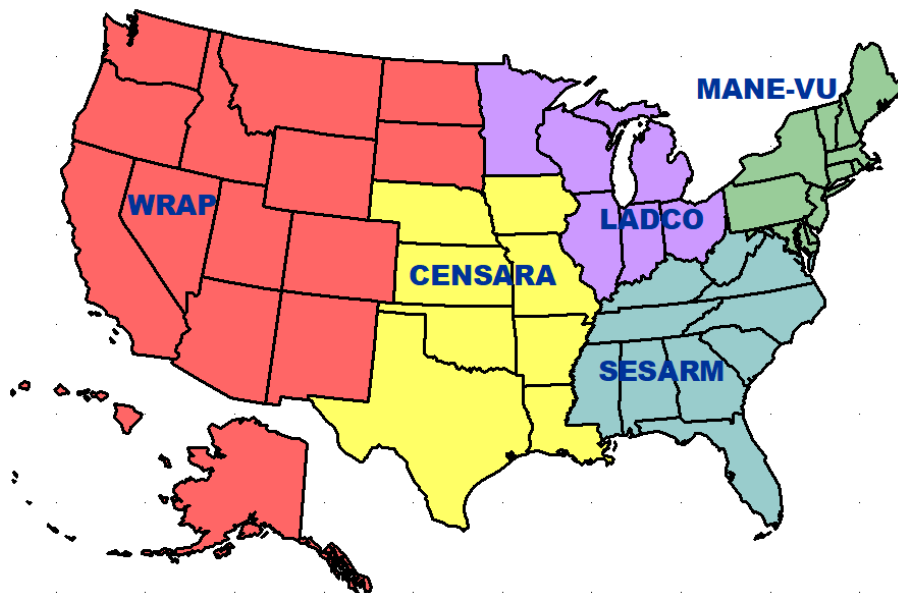 MANE-VU
WRAP
LADCO
CENSARA
SESARM